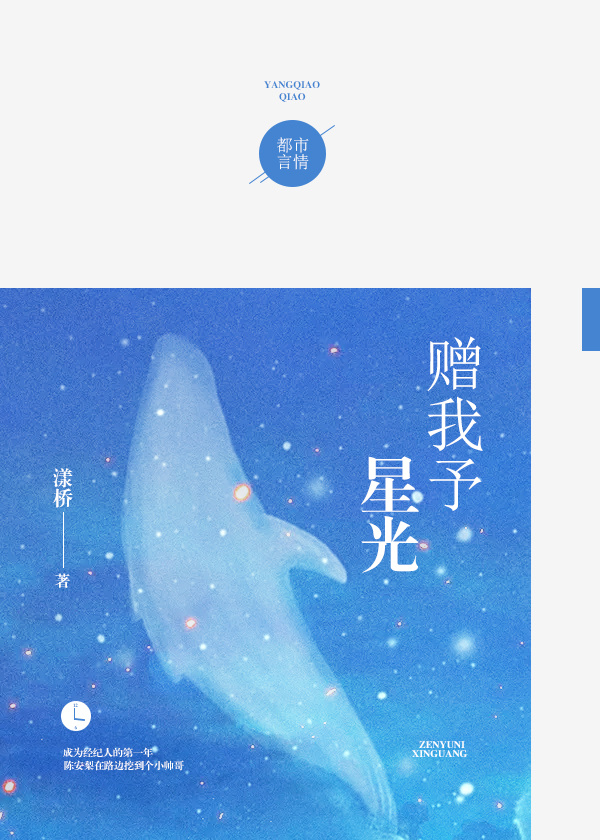 YANGQIAO
QIAO
都市
言情
赠我予
星光
漾桥
著
成为经纪人的第一年
陈安梨在路边挖到个小帅哥
ZENYUNI
XINGUANG